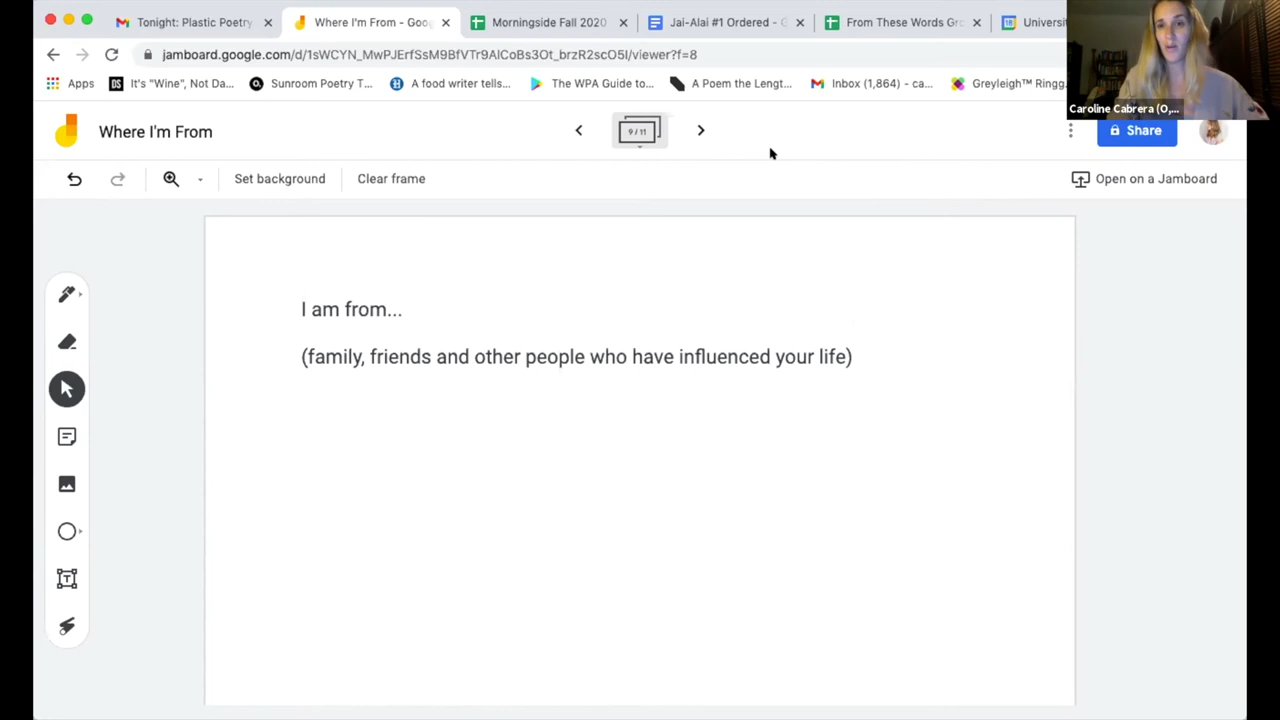 Tonight: Plastic Poetry
Where I'm From - Goo
Morningside Fall 2020
Jai-Alai #1 Ordered - G
From These Words Gr
Universi
jamboard.google.com/d/1sWCYN_MwPJErfSsM9BfVTr9AlCoBs3Ot_brzR2scO5I/viewer?f=8
Apps
It's "Wine", Not Da...
Sunroom Poetry T...
A food writer tells...
The WPA Guide to...
A Poem the Lengt...
Inbox (1,864) - ca...
Greyleigh™ Ringg
Caroline Cabrera (O,...
Where I'm From
9 / 11
Share
Set background
Clear frame
Open on a Jamboard
I am from...
(family, friends and other people who have influenced your life)